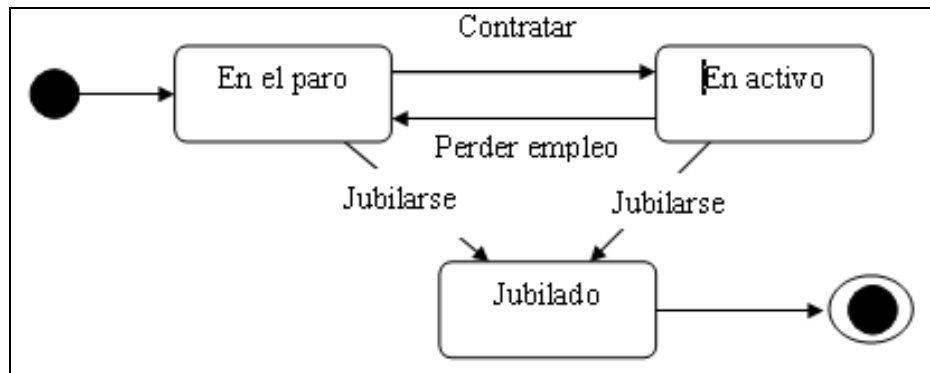 Contratar
En el paro
En activo
Perder empleo
Jubilarse
Jubilarse
Jubilado